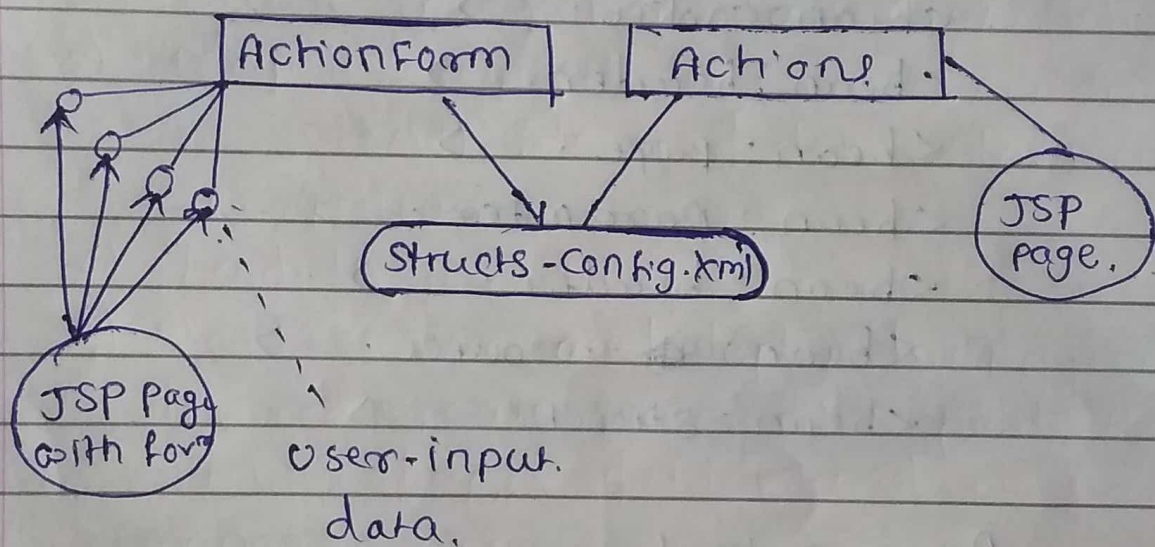 ActionForm
Actions.
JSP
page.
Structs-Config.xml
JSP page
with form
User-input.
data.